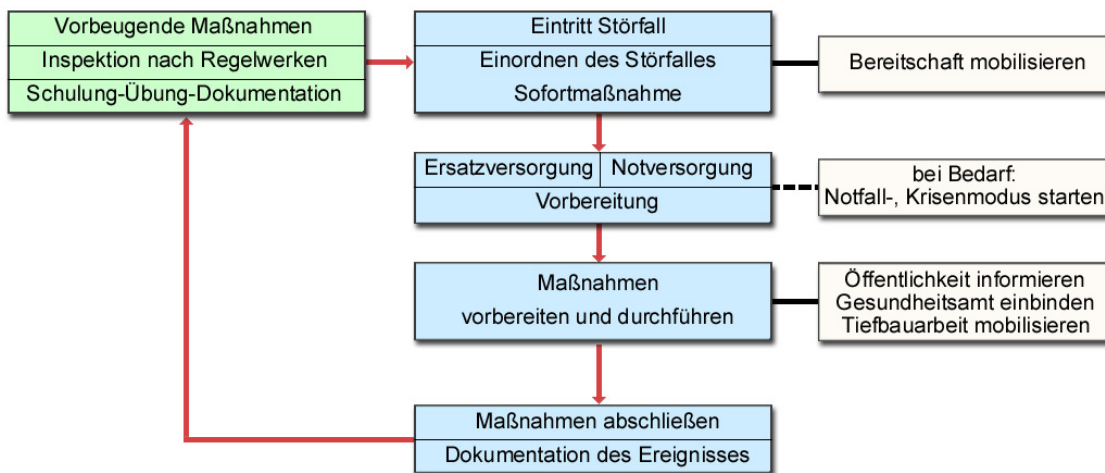 Vorbeugende Maßnahmen
Inspektion nach Regelwerken
Schulung-Übung-Dokumentation
Eintritt Störfall
Einordnen des Störfalles
Sofortmaßnahme
Bereitschaft mobilisieren
Ersatzversorgung Notversorgung
Vorbereitung
bei Bedarf:
Notfall-, Krisenmodus starten
Maßnahmen
vorbereiten und durchführen
Öffentlichkeit informieren
Gesundheitsamt einbinden
Tiefbauarbeit mobilisieren
Maßnahmen abschließen
Dokumentation des Ereignisses